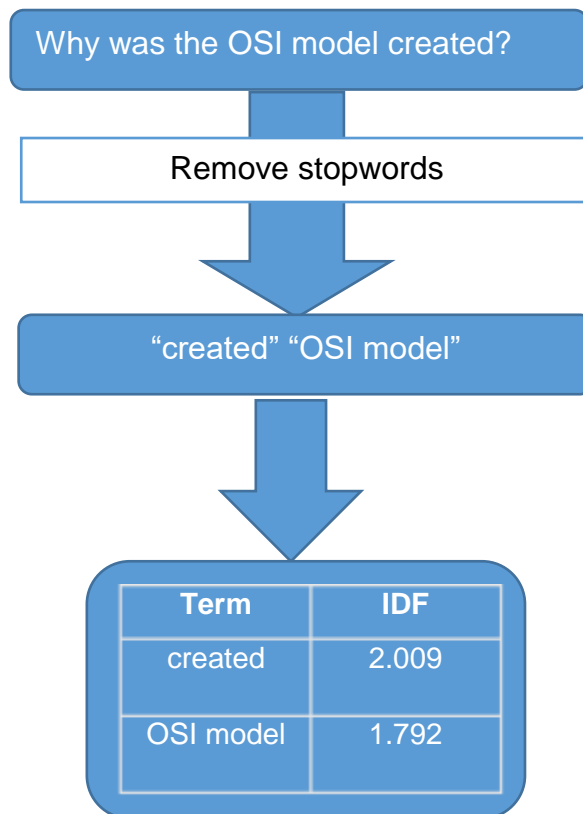 Why was the OSI model created?
Remove stopwords
“created” “OSI model”
Term IDF
created 2.009
OSI model 1.792